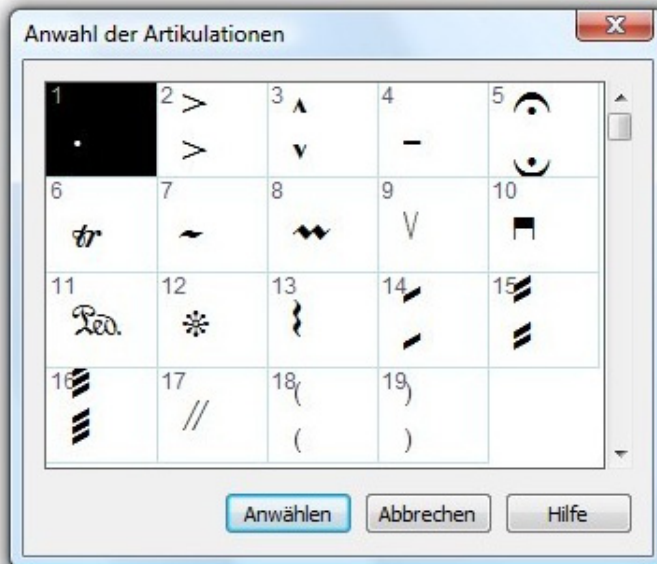 Anwahl der Artikulationen
1 2 > 3 ʌ 4 5
. > v –
6 7 8 9 10
tr
11 12 13 14 15
Ped. *
16 17 18 ( 19 )
// ( )
Anwählen Abbrechen Hilfe